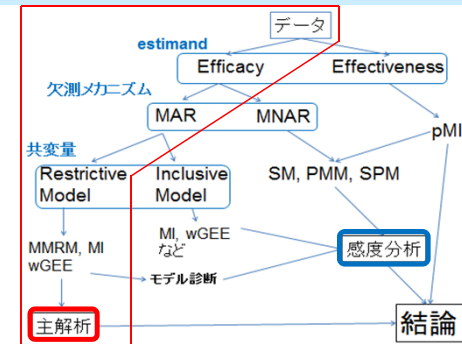 データ
estimand
Efficacy
Effectiveness
欠測メカニズム
MAR
MNAR
pMI
共変量
Restrictive
Model
Inclusive
Model
SM, PMM, SPM
MI, wGEE
など
MMRM, MI
wGEE
感度分析
モデル診断
主解析
結論